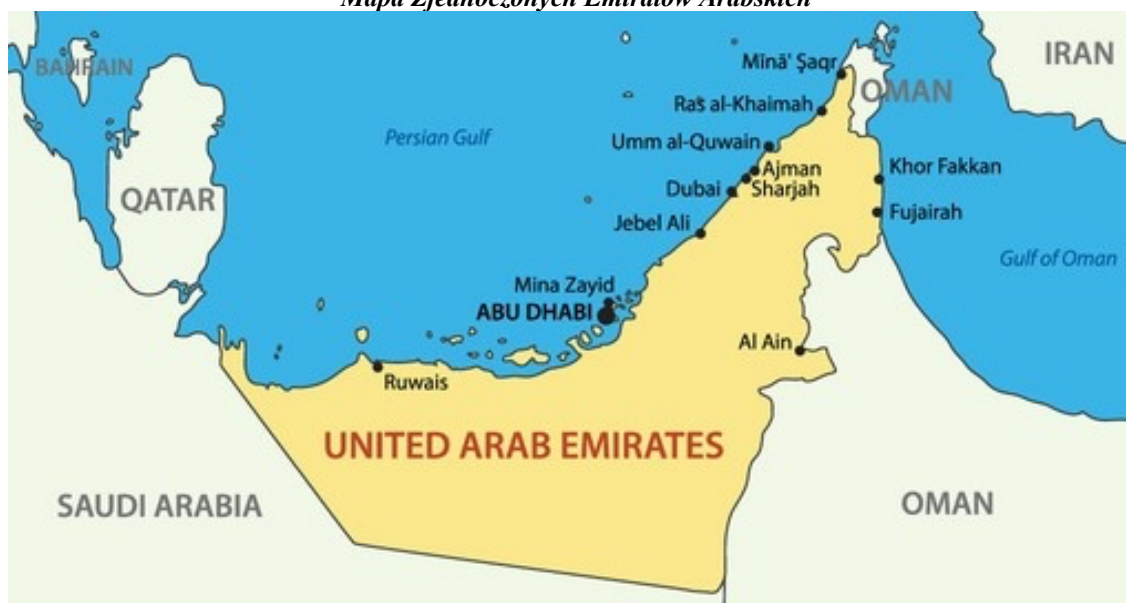 Mapa Zjednoczonych Emiratów Arabskich
BAHRAIN
QATAR
Persian Gulf
Mīnā' Şaqr
OMAN
IRAN
Ras al-Khaimah
Umm al-Quwain
Ajman
Sharjah
Dubai
Khor Fakkan
Jebel Ali
Fujairah
Gulf of Oman
Mina Zayid
ABU DHABI
Al Ain
Ruwais
UNITED ARAB EMIRATES
SAUDI ARABIA
OMAN